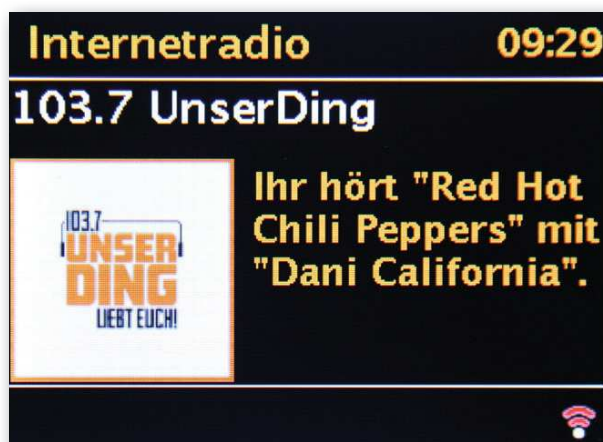 Internetradio 09:29
103.7 UnserDing
103.7
UNSER
DING
LIEBT EUCH!
Ihr hört "Red Hot
Chili Peppers" mit
"Dani California".